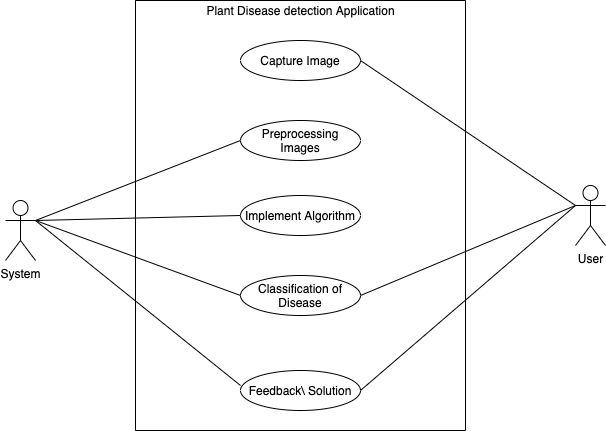 Plant Disease detection Application
Capture Image
Preprocessing
Images
Implement Algorithm
System
User
Classification of
Disease
Feedback\ Solution